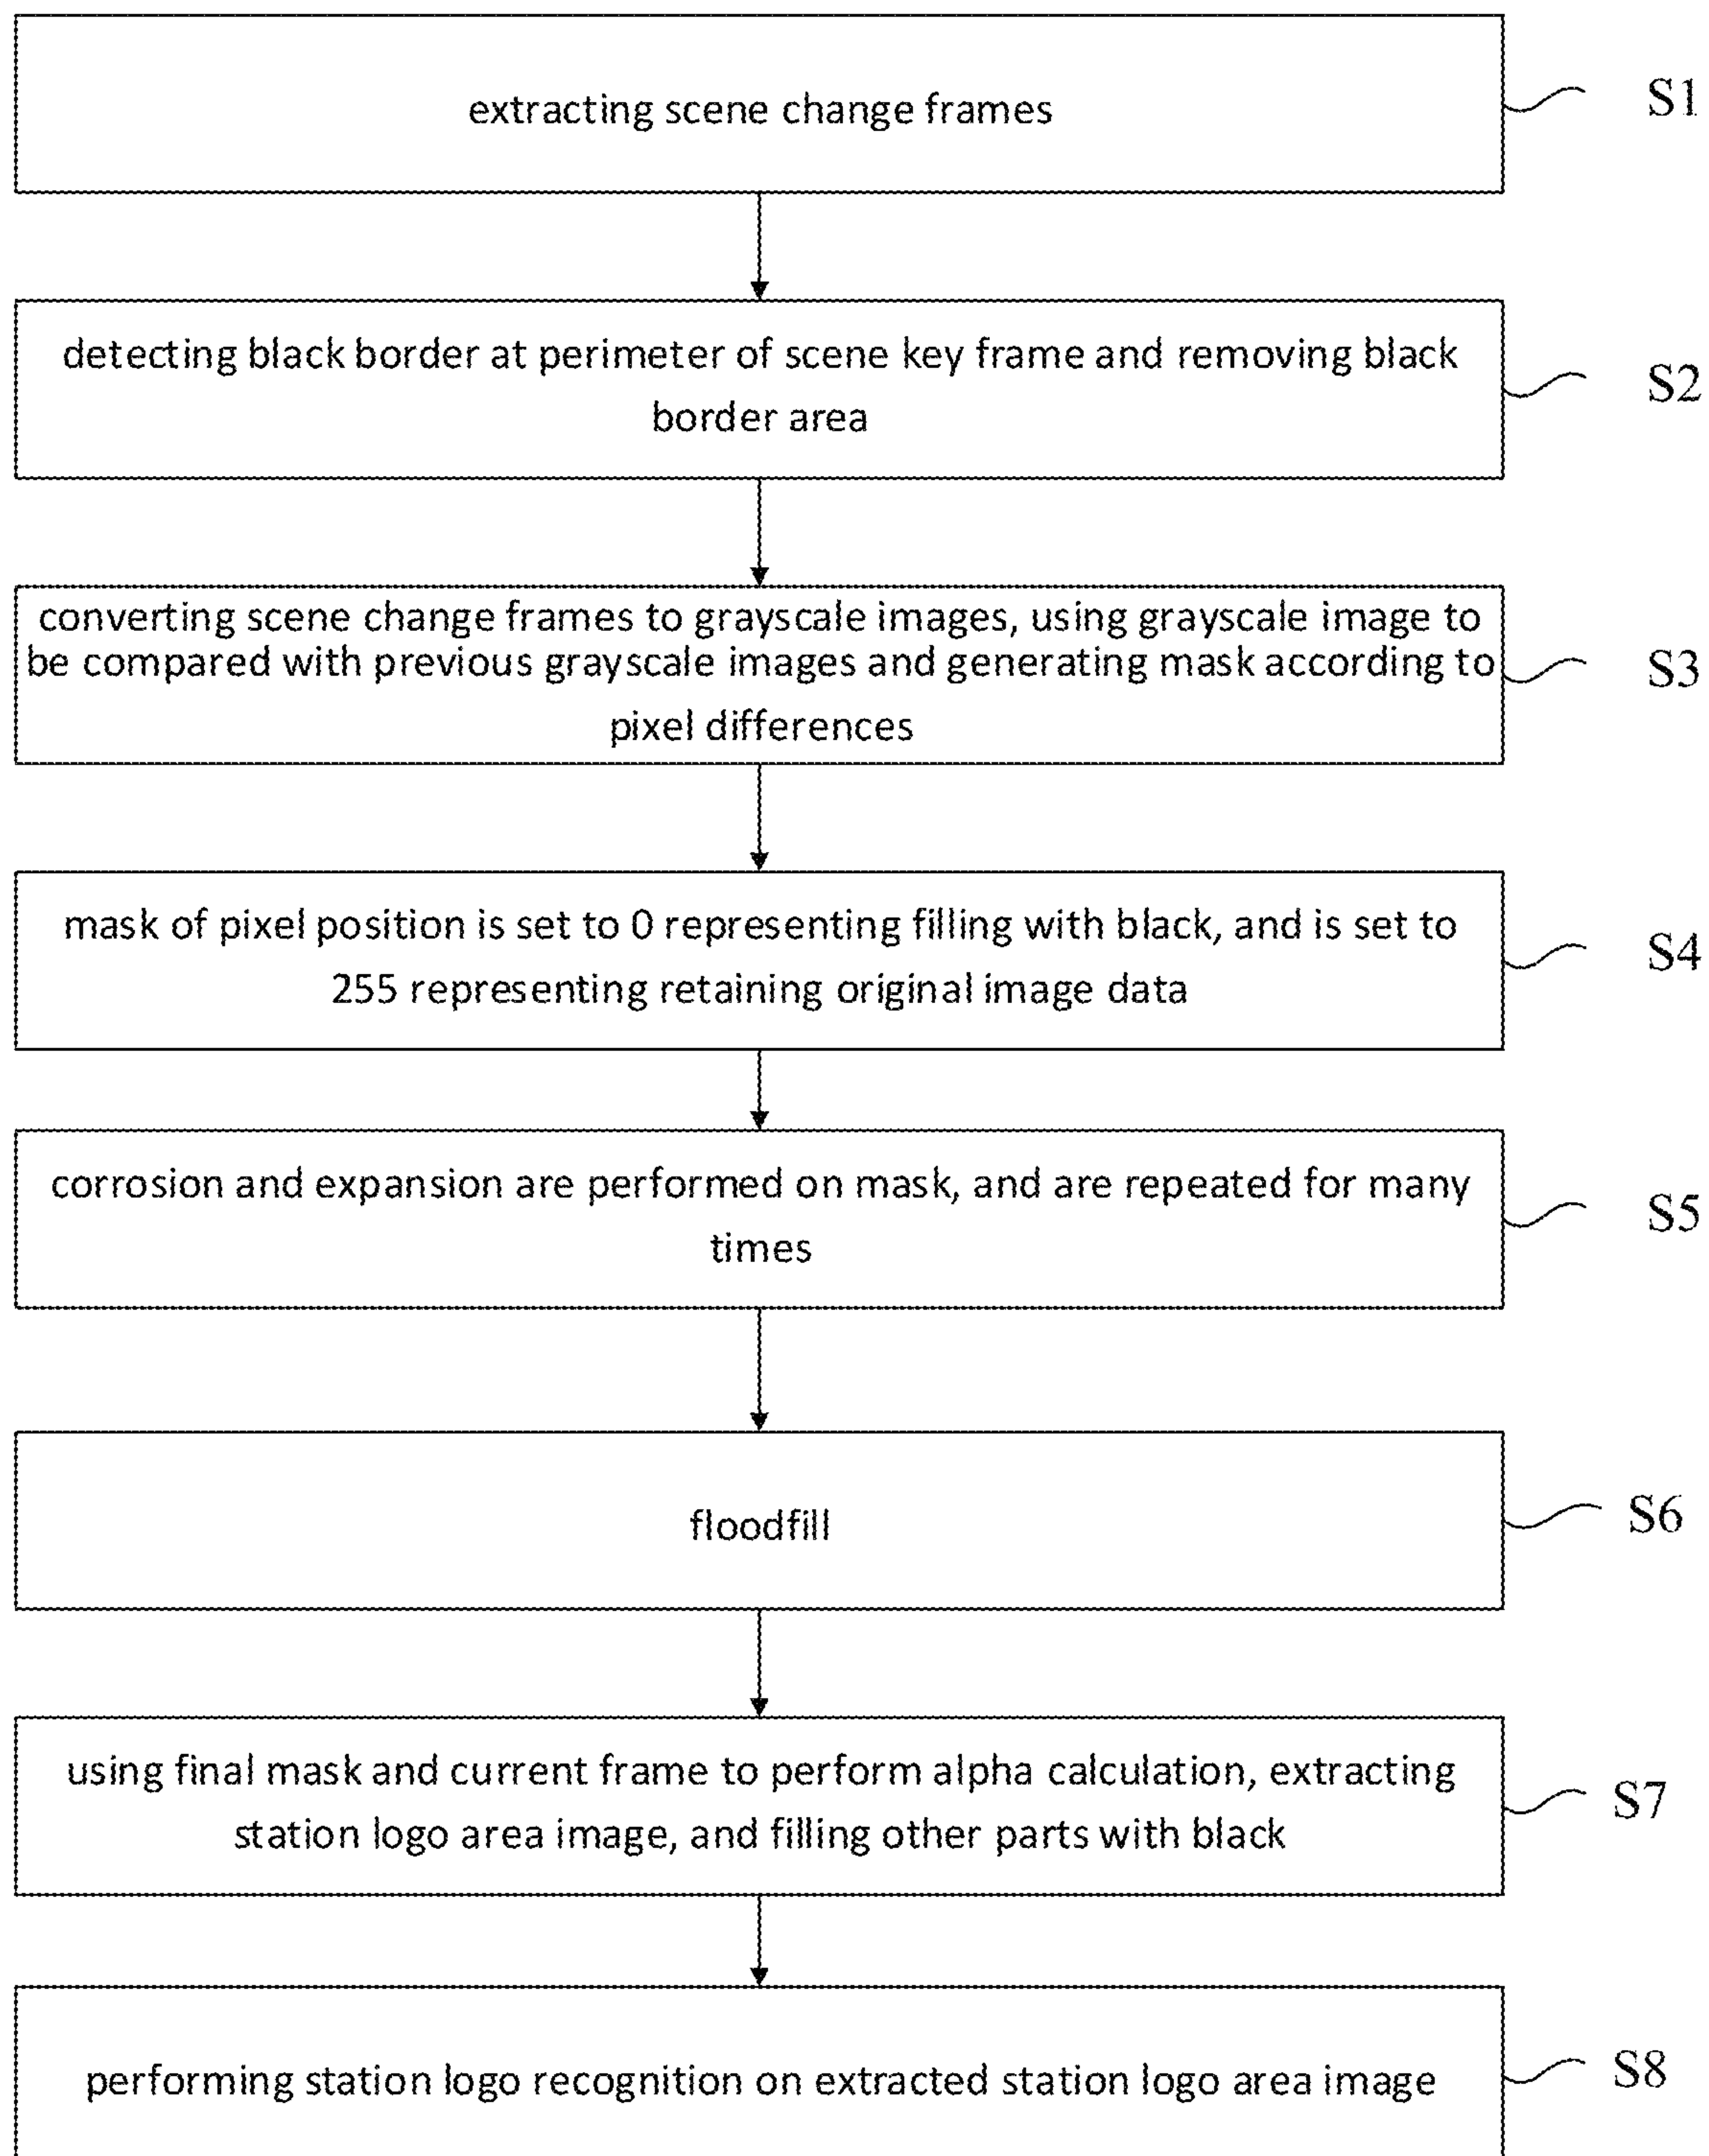 extracting scene change frames
S1
detecting black border at perimeter of scene key frame and removing black
border area
S2
converting scene change frames to grayscale images, using grayscale image to
be compared with previous grayscale images and generating mask according to
pixel differences
S3
mask of pixel position is set to 0 representing filling with black, and is set to
255 representing retaining original image data
S4
corrosion and expansion are performed on mask, and are repeated for many
times
S5
floodfill
S6
using final mask and current frame to perform alpha calculation, extracting
station logo area image, and filling other parts with black
S7
performing station logo recognition on extracted station logo area image
S8